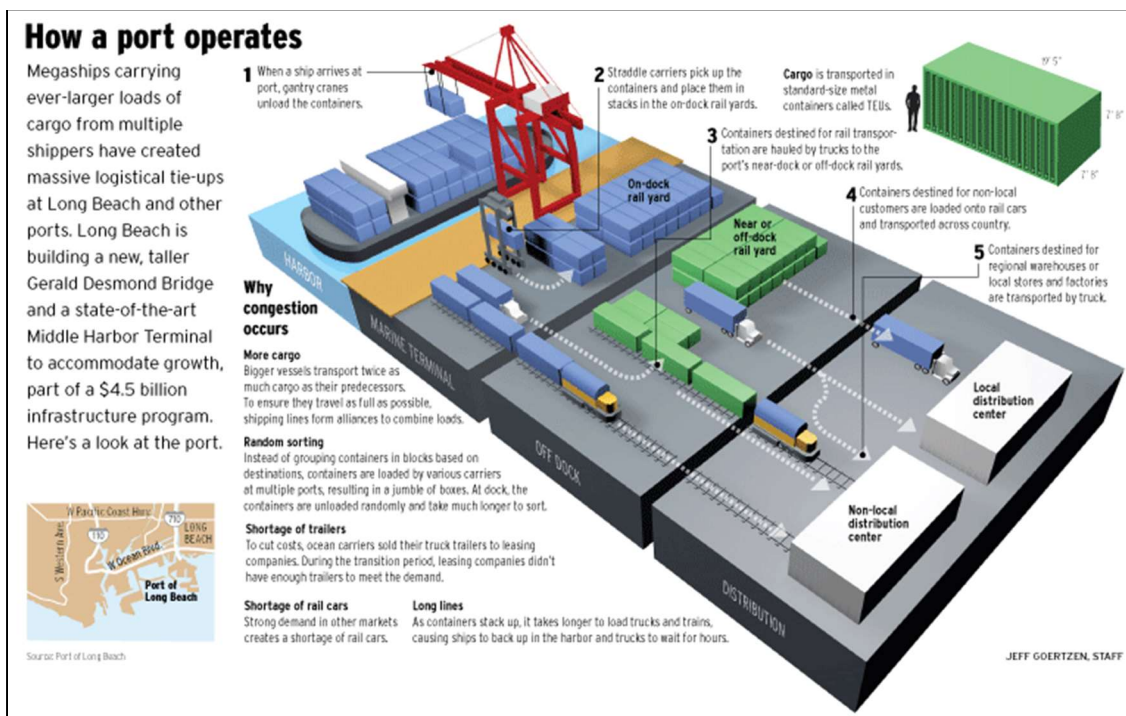 How a port operates
Megaships carrying
ever-larger loads of
cargo from multiple
shippers have created
massive logistical tie-ups
at Long Beach and other
ports. Long Beach is
building a new, taller
Gerald Desmond Bridge
and a state-of-the-art
Middle Harbor Terminal
to accommodate growth,
part of a $4.5 billion
infrastructure program.
Here's a look at the port.
1 When a ship arrives at
port, gantry cranes
unload the containers.
2 Straddle carriers pick up the
containers and place them in
stacks in the on-dock rail yards.
Cargo is transported in
standard-size metal
containers called TEUs.
19' 5"
7' 8"
7' 8"
3 Containers destined for rail transpor-
tation are hauled by trucks to the
port's near-dock or off-dock rail yards.
4 Containers destined for non-local
customers are loaded onto rail cars
and transported across country.
5 Containers destined for
regional warehouses or
local stores and factories
are transported by truck.
On-dock
rail yard
Near or
off-dock
rail yard
HARBOR
MARINE TERMINAL
OFF DOCK
DISTRIBUTION
Local
distribution
center
Non-local
distribution
center
Why
congestion
occurs
More cargo
Bigger vessels transport twice as
much cargo as their predecessors.
To ensure they travel as full as possible,
shipping lines form alliances to combine loads.
Random sorting
Instead of grouping containers in blocks based on
destinations, containers are loaded by various carriers
at multiple ports, resulting in a jumble of boxes. At dock, the
containers are unloaded randomly and take much longer to sort.
Shortage of trailers
To cut costs, ocean carriers sold their truck trailers to leasing
companies. During the transition period, leasing companies didn't
have enough trailers to meet the demand.
Shortage of rail cars
Strong demand in other markets
creates a shortage of rail cars.
Long lines
As containers stack up, it takes longer to load trucks and trains,
causing ships to back up in the harbor and trucks to wait for hours.
W Pacific Coast Hwy.
S Western Ave.
110
710
LONG
BEACH
W Ocean Blvd.
Port of
Long Beach
Source: Port of Long Beach
JEFF GOERTZEN, STAFF